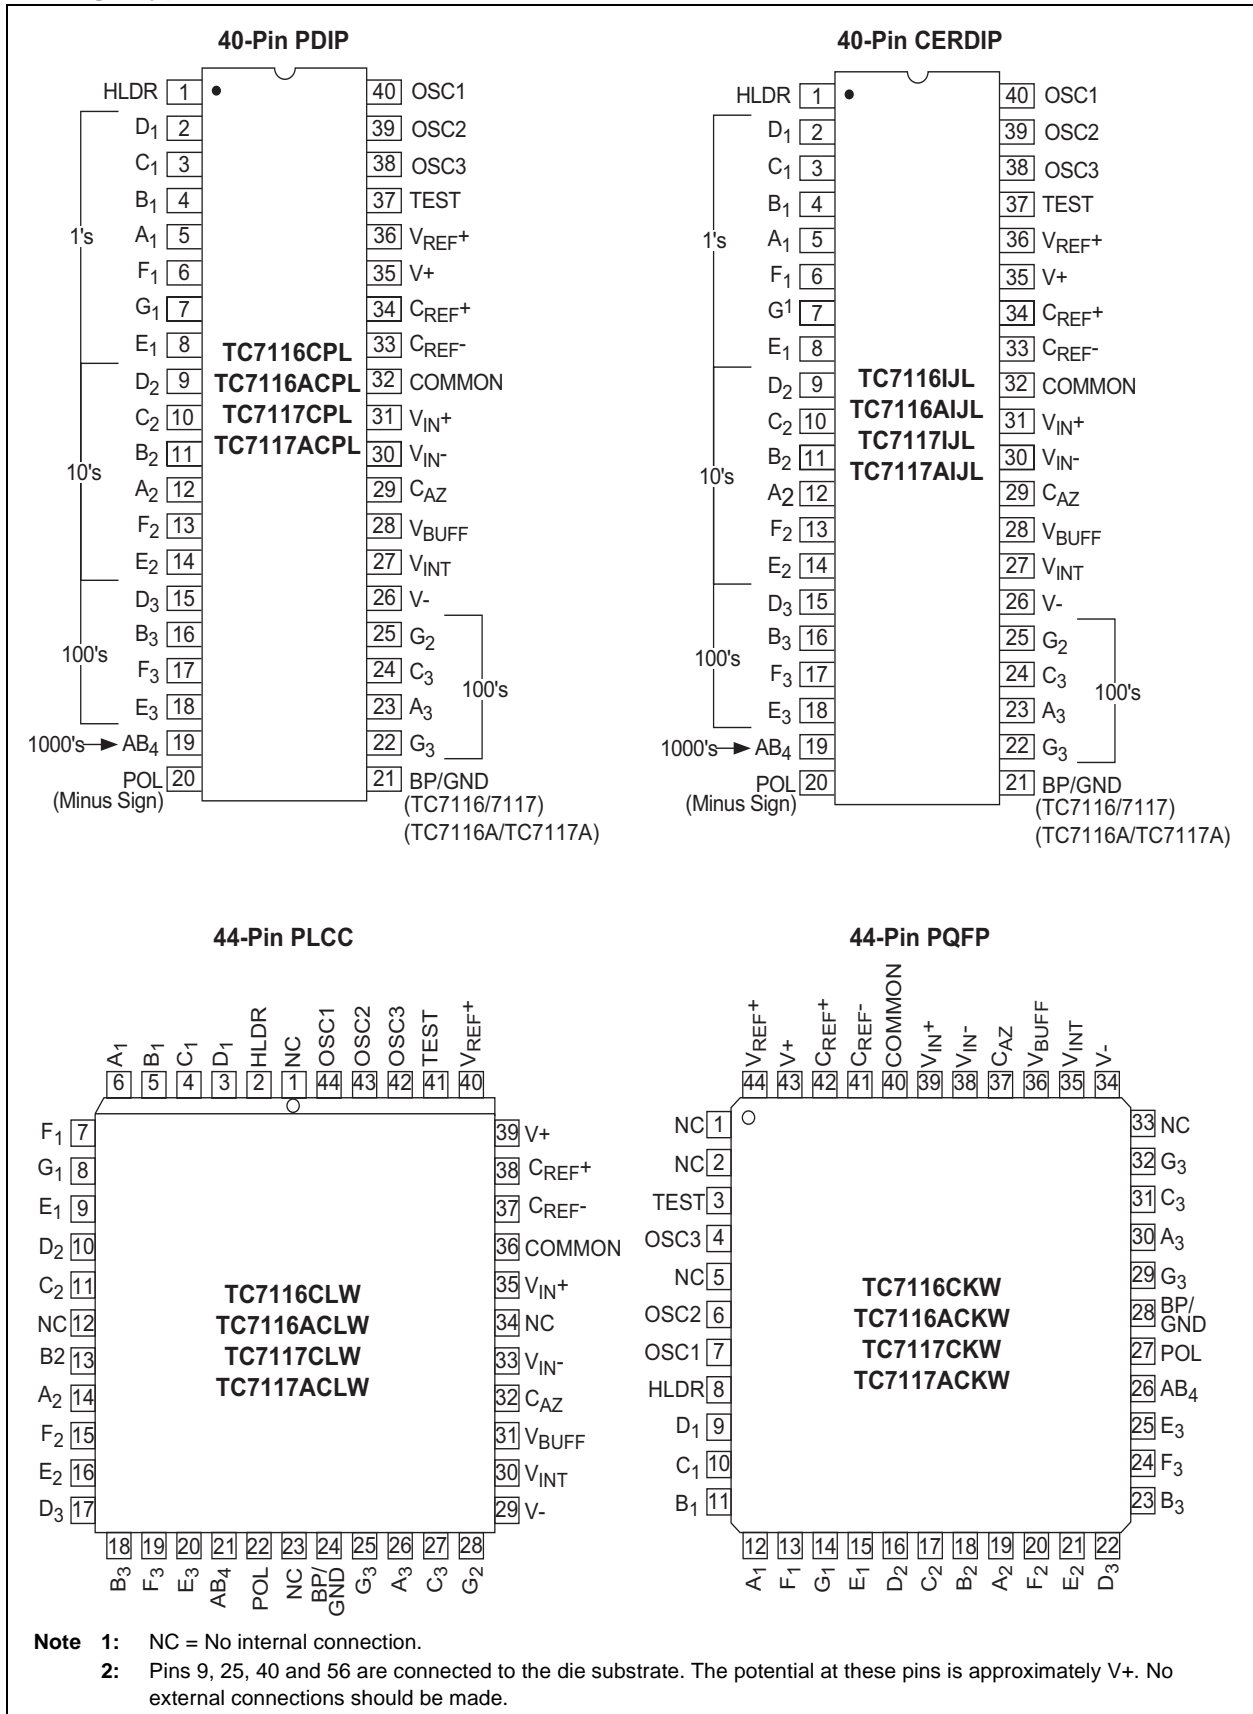 40-Pin PDIP
HLDR 1
D1 2
C1 3
B1 4
A1 5
F1 6
G1 7
E1 8
D2 9
C2 10
B2 11
A2 12
F2 13
E2 14
D3 15
B3 16
F3 17
E3 18
AB4 19
POL 20
(Minus Sign)
1's
10's
100's
1000's
TC7116CPL
TC7116ACPL
TC7117CPL
TC7117ACPL
40 OSC1
39 OSC2
38 OSC3
37 TEST
36 VREF+
35 V+
34 CREF+
33 CREF-
32 COMMON
31 VIN+
30 VIN-
29 CAZ
28 VBUFF
27 VINT
26 V-
25 G2
24 C3
23 A3
22 G3
100's
21 BP/GND
(TC7116/7117)
(TC7116A/TC7117A)
40-Pin CERDIP
HLDR 1
D1 2
C1 3
B1 4
A1 5
F1 6
G1 7
E1 8
D2 9
C2 10
B2 11
A2 12
F2 13
E2 14
D3 15
B3 16
F3 17
E3 18
AB4 19
POL 20
(Minus Sign)
1's
10's
100's
1000's
TC7116IJL
TC7116AIJL
TC7117IJL
TC7117AIJL
40 OSC1
39 OSC2
38 OSC3
37 TEST
36 VREF+
35 V+
34 CREF+
33 CREF-
32 COMMON
31 VIN+
30 VIN-
29 CAZ
28 VBUFF
27 VINT
26 V-
25 G2
24 C3
23 A3
22 G3
100's
21 BP/GND
(TC7116/7117)
(TC7116A/TC7117A)
44-Pin PLCC
A1 B1 C1 D1 HLDR NC OSC1 OSC2 OSC3 TEST VREF+
6 5 4 3 2 1 44 43 42 41 40
F1 7
G1 8
E1 9
D2 10
C2 11
NC 12
B2 13
A2 14
F2 15
E2 16
D3 17
TC7116CLW
TC7116ACLW
TC7117CLW
TC7117ACLW
39 V+
38 CREF+
37 CREF-
36 COMMON
35 VIN+
34 NC
33 VIN-
32 CAZ
31 VBUFF
30 VINT
29 V-
18 19 20 21 22 23 24 25 26 27 28
B3 F3 E3 AB4 POL NC BP/GND G3 A3 C3 G2
44-Pin PQFP
VREF+ V+ CREF+ CREF- COMMON VIN+ VIN- CAZ VBUFF VINT V-
44 43 42 41 40 39 38 37 36 35 34
NC 1
NC 2
TEST 3
OSC3 4
NC 5
OSC2 6
OSC1 7
HLDR 8
D1 9
C1 10
B1 11
TC7116CKW
TC7116ACKW
TC7117CKW
TC7117ACKW
33 NC
32 G3
31 C3
30 A3
29 G3
28 BP/GND
27 POL
26 AB4
25 E3
24 F3
23 B3
12 13 14 15 16 17 18 19 20 21 22
A1 F1 G1 E1 D2 C2 B2 A2 F2 E2 D3
Note 1: NC = No internal connection.
2: Pins 9, 25, 40 and 56 are connected to the die substrate. The potential at these pins is approximately V+. No
external connections should be made.